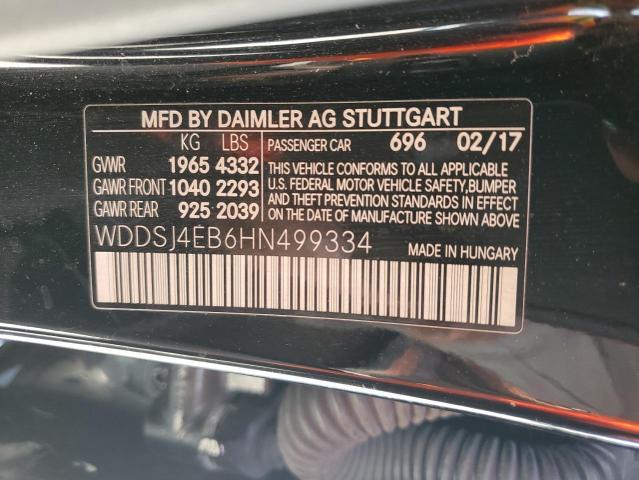 MFD BY DAIMLER AG STUTTGART
KG LBS PASSENGER CAR 696 02/17
GVWR 1965 4332
GAWR FRONT 1040 2293
GAWR REAR 925 2039
THIS VEHICLE CONFORMS TO ALL APPLICABLE
U.S. FEDERAL MOTOR VEHICLE SAFETY, BUMPER
AND THEFT PREVENTION STANDARDS IN
EFFECT ON THE DATE OF MANUFACTURE
SHOWN ABOVE.
WDDSJ4EB6HN499334
MADE IN HUNGARY